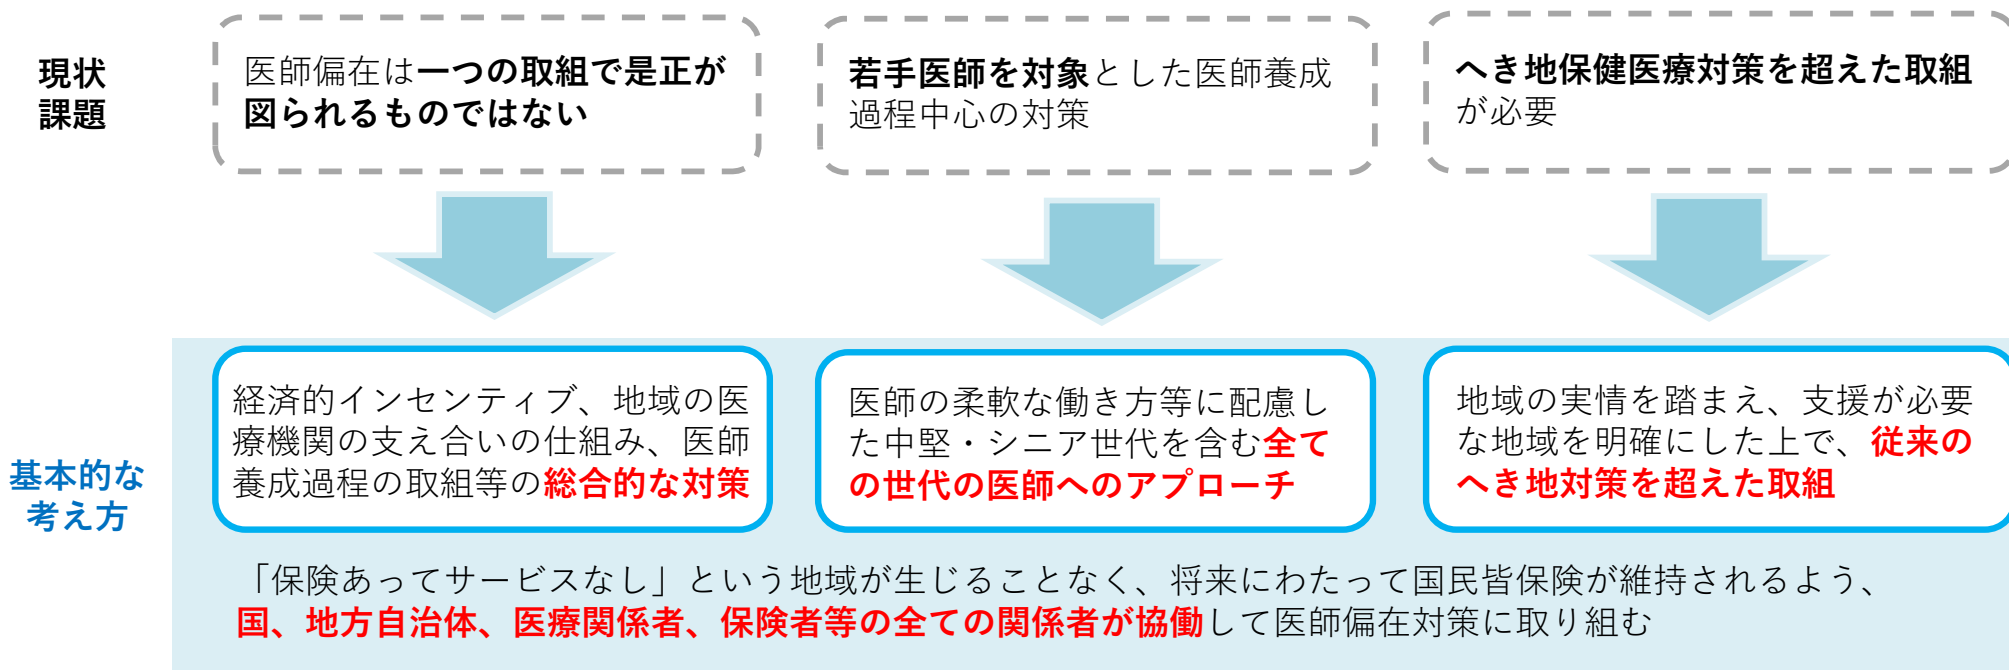 現状
課題
医師偏在は一つの取組で是正が
図られるものではない
若手医師を対象とした医師養成
過程中心の対策
へき地保健医療対策を超えた取組
が必要
基本的な
考え方
経済的インセンティブ、地域の医
療機関の支え合いの仕組み、医師
養成過程の取組等の総合的な対策
医師の柔軟な働き方等に配慮し
た中堅・シニア世代を含む全て
の世代の医師へのアプローチ
地域の実情を踏まえ、支援が必要
な地域を明確にした上で、従来の
へき地対策を超えた取組
「保険あってサービスなし」という地域が生じることなく、将来にわたって国民皆保険が維持されるよう、
国、地方自治体、医療関係者、保険者等の全ての関係者が協働して医師偏在対策に取り組む